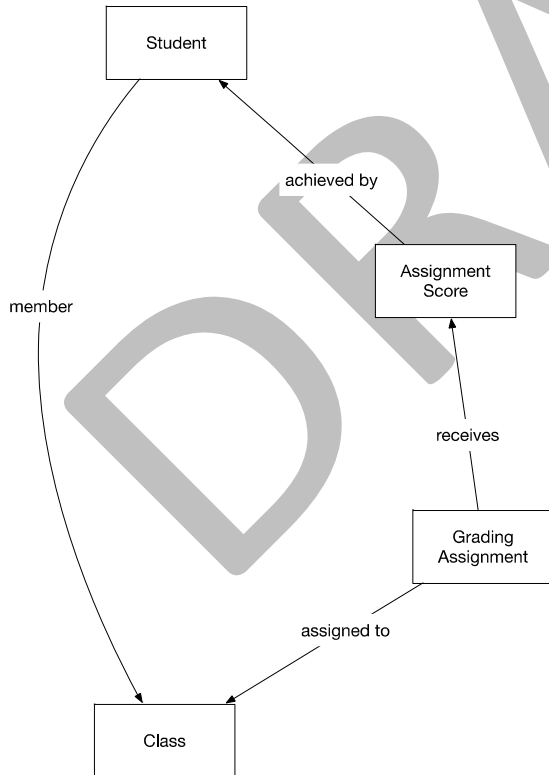 Student
achieved by
Assignment
Score
member
receives
Grading
Assignment
assigned to
Class